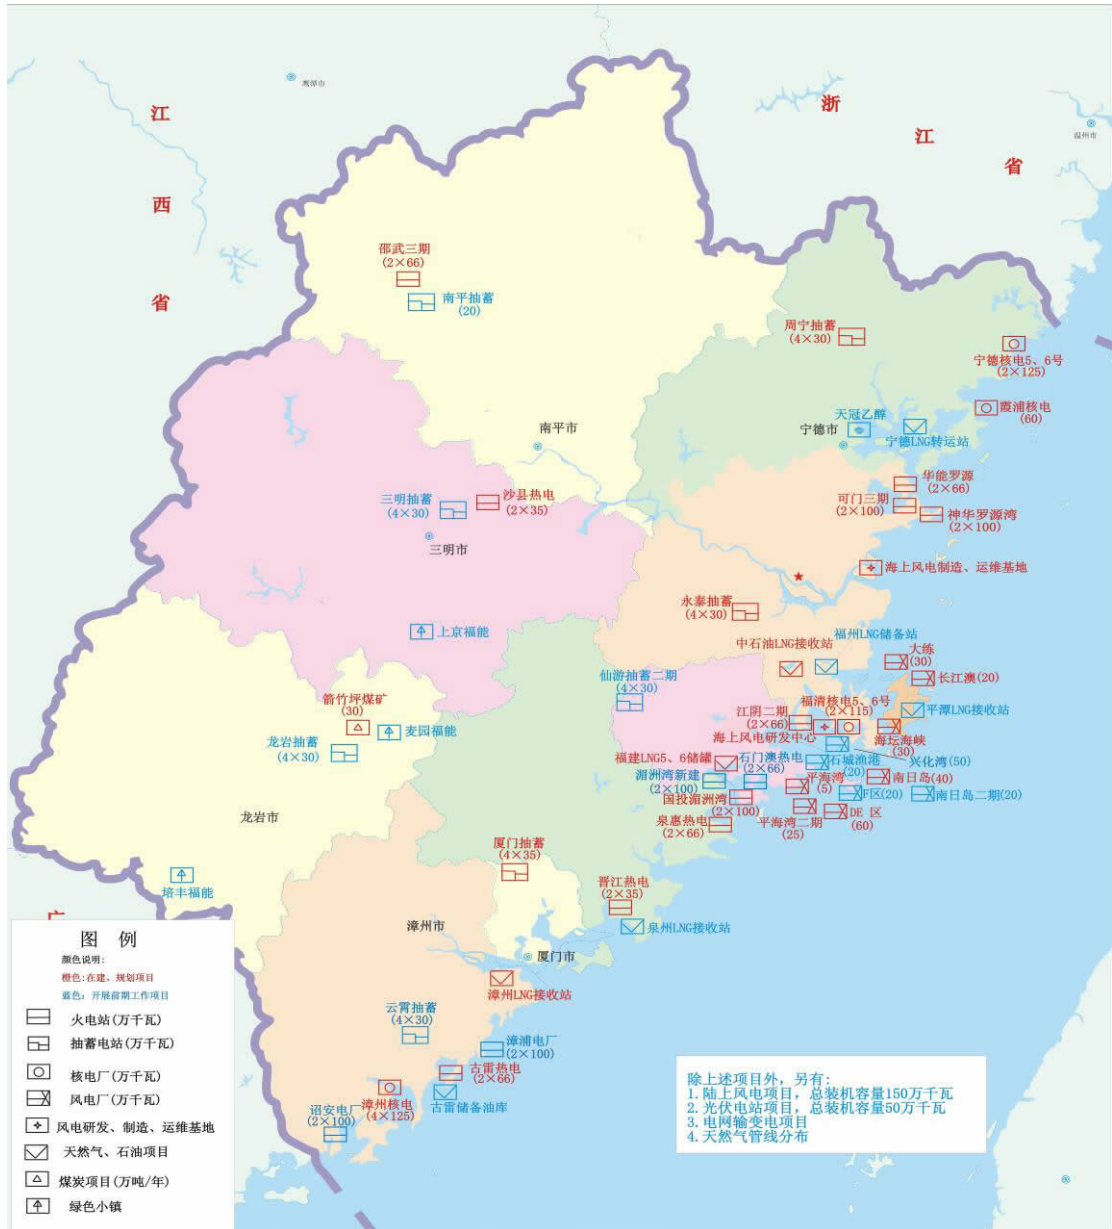 鹰潭市
江
西
省
浙
江
省
温州市
邵武三期
(2×66)
南平抽蓄
(20)
周宁抽蓄
(4×30)
宁德核电5、6号
(2×125)
霞浦核电
(60)
天冠乙醇
宁德市
宁德LNG转运站
南平市
华能罗源
(2×66)
可门三期
(2×100)
神华罗源湾
(2×100)
三明抽蓄
(4×30)
沙县热电
(2×35)
三明市
海上风电制造、运维基地
永泰抽蓄
(4×30)
上京福能
福州LNG储备站
中石油LNG接收站
大练
(30)
长江澳(20)
仙游抽蓄二期
(4×30)
福清核电5、6号
(2×115)
平潭LNG接收站
江阴二期
(2×66)
海上风电研发中心
海坛海峡
(30)
兴化湾(50)
箭竹坪煤矿
(30)
麦园福能
龙岩抽蓄
(4×30)
福建LNG5、6储罐
石门澳热电
(2×66)
石城渔港
(20)
南日岛(40)
湄洲湾新建
(2×100)
平海湾
(5)
F区(20)
南日岛二期(20)
国投湄洲湾
(2×100)
平海湾二期
(25)
DE 区
(60)
泉惠热电
(2×66)
龙岩市
厦门抽蓄
(4×35)
晋江热电
(2×35)
培丰福能
泉州LNG接收站
漳州市
厦门市
漳州LNG接收站
云霄抽蓄
(4×30)
漳浦电厂
(2×100)
古雷热电
(2×66)
古雷储备油库
漳州核电
(4×125)
诏安电厂
(2×100)
图 例
颜色说明:
橙色:在建、规划项目
蓝色: 开展前期工作项目
火电站(万千瓦)
抽蓄电站(万千瓦)
核电厂(万千瓦)
风电厂(万千瓦)
风电研发、制造、运维基地
天然气、石油项目
煤炭项目(万吨/年)
绿色小镇
除上述项目外, 另有:
1. 陆上风电项目, 总装机容量150万千瓦
2. 光伏电站项目, 总装机容量50万千瓦
3. 电网输变电项目
4. 天然气管线分布